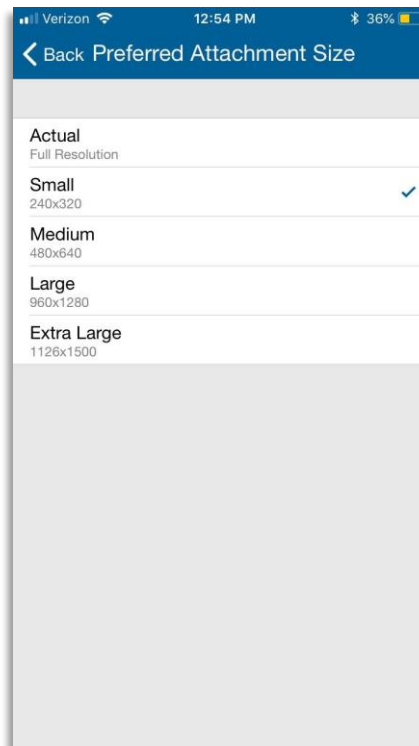 Verizon 12:54 PM 36%
Back Preferred Attachment Size
Actual
Full Resolution
Small
240x320
Medium
480x640
Large
960x1280
Extra Large
1126x1500